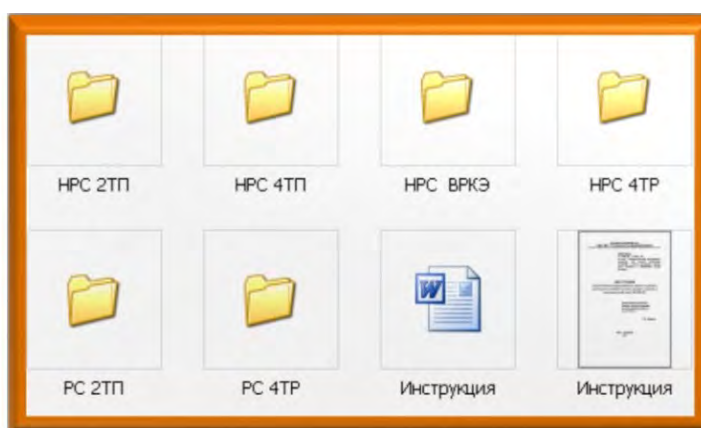 НРС 2ТП
НРС 4ТП
НРС ВРКЭ
НРС 4ТР
РС 2ТП
РС 4ТР
Инструкция
Инструкция